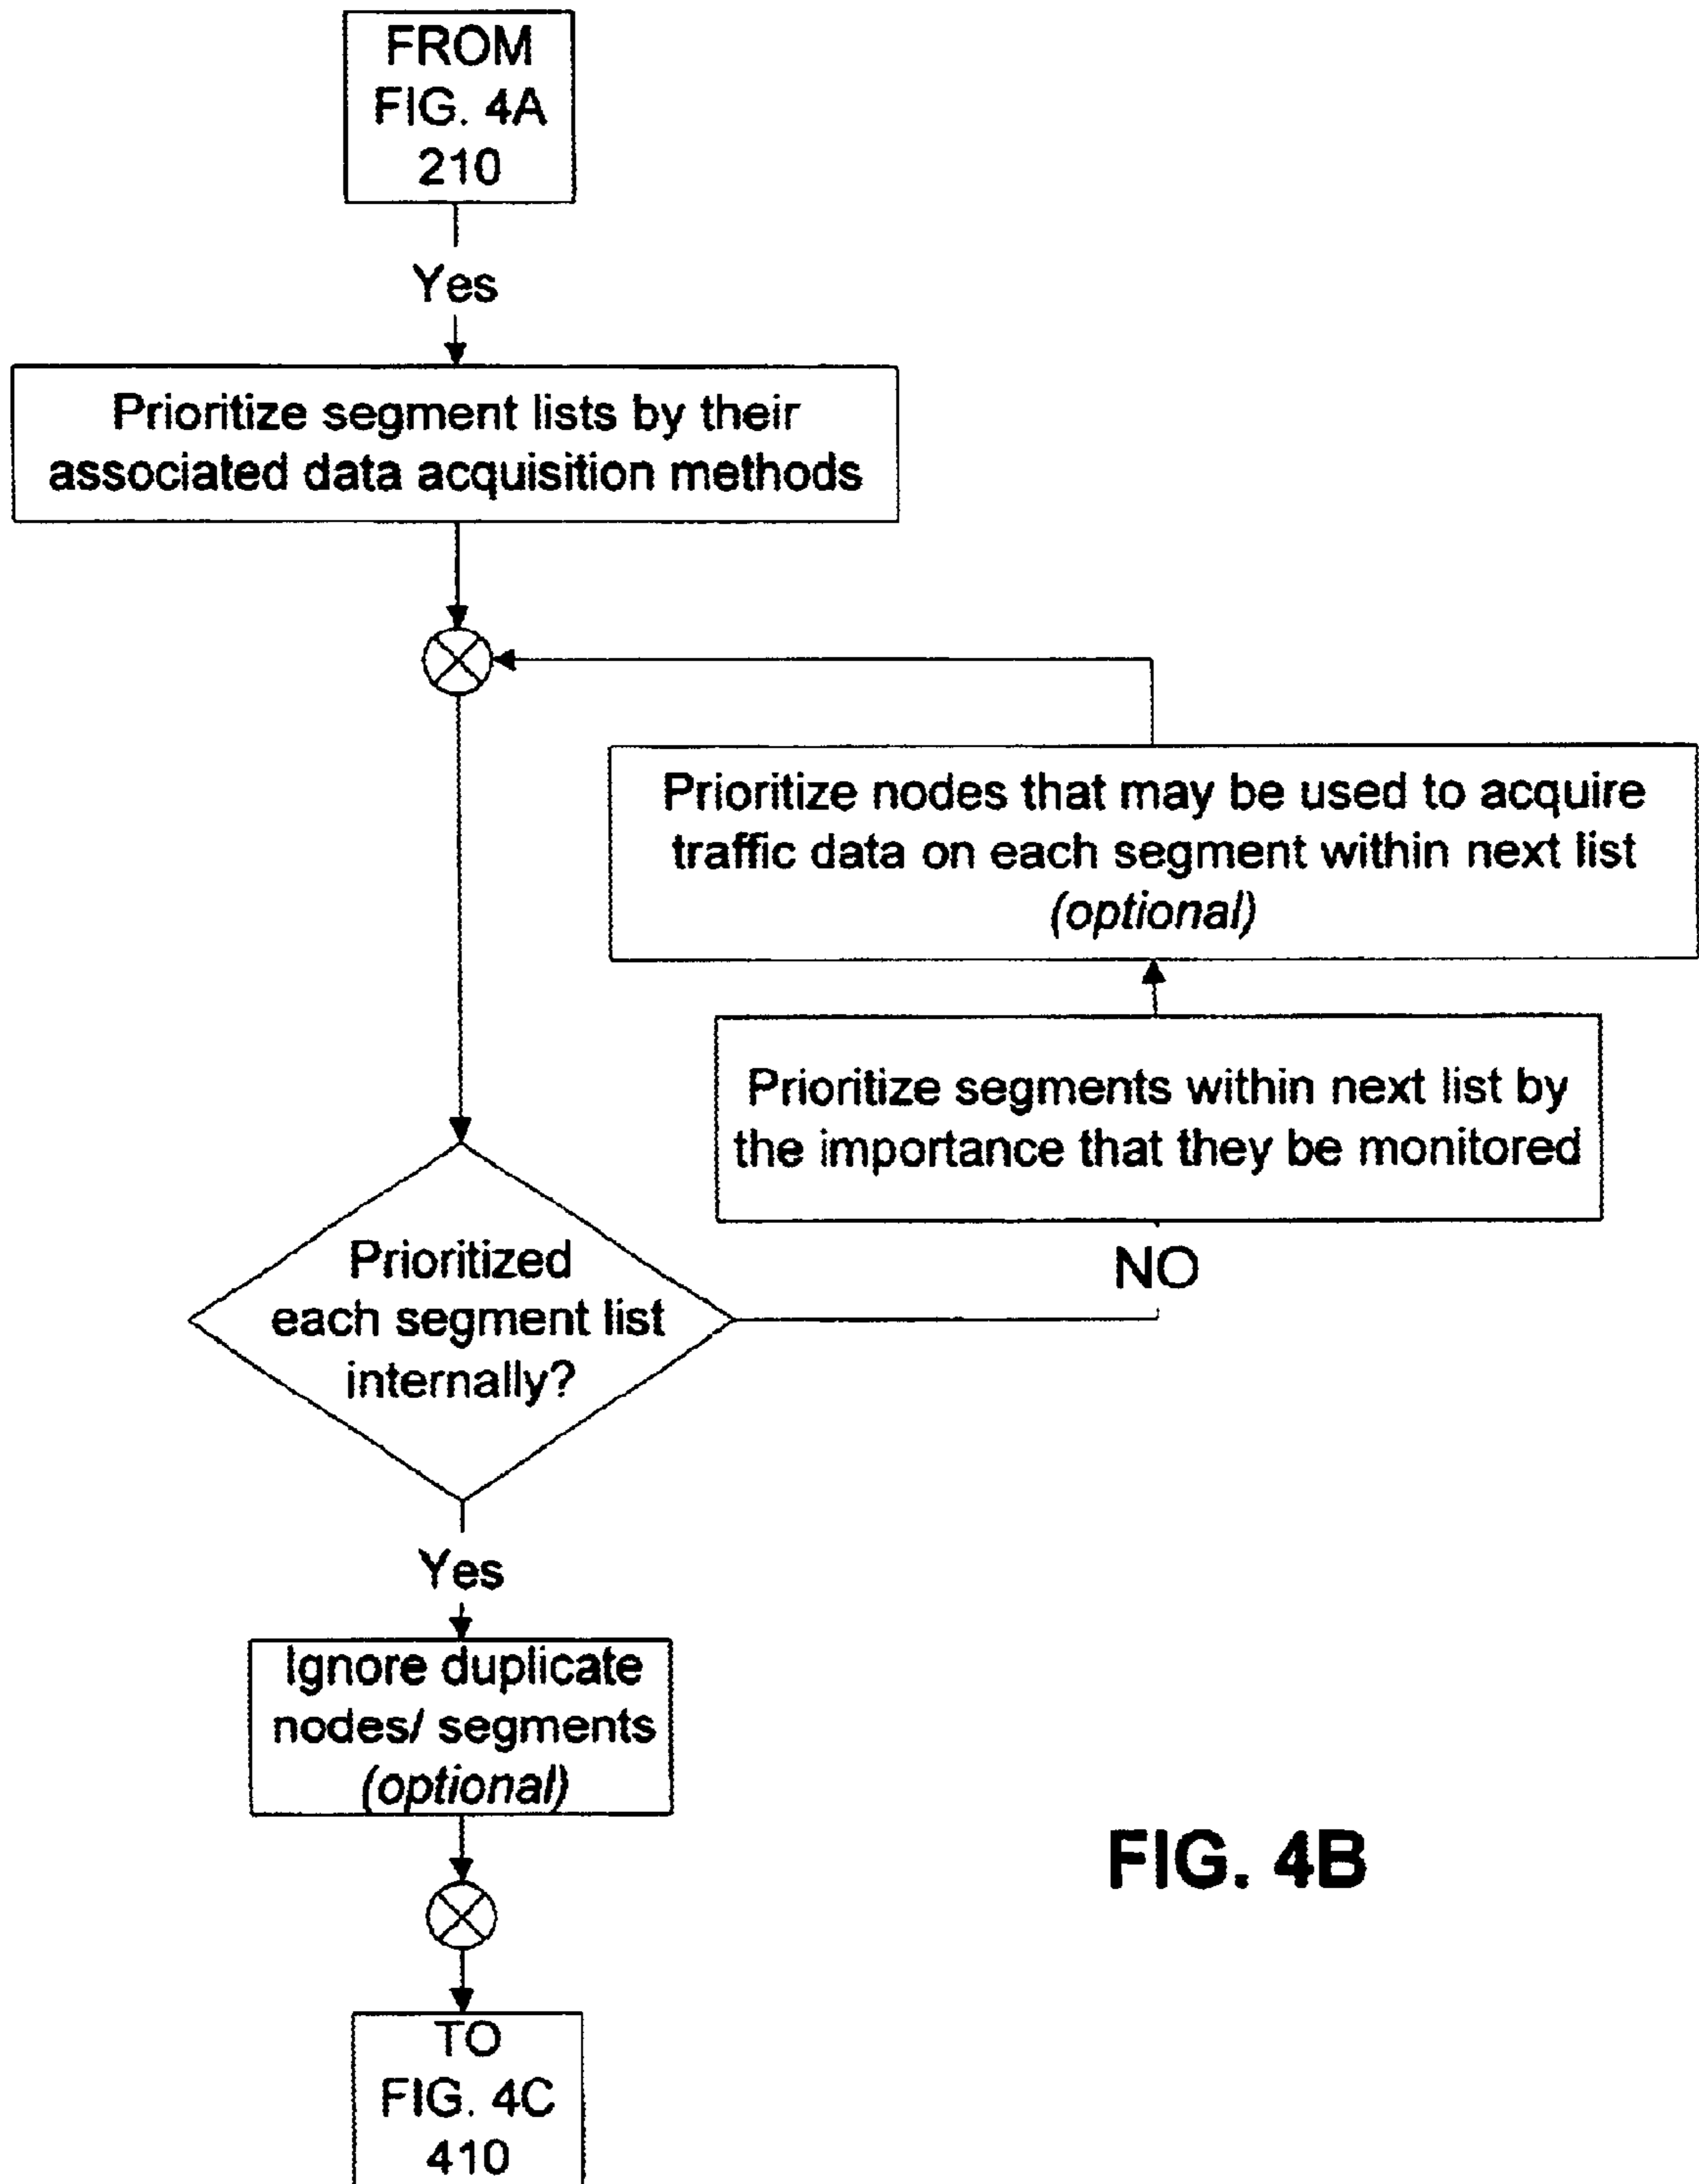 FROM
FIG. 4A
210
Yes
Prioritize segment lists by their
associated data acquisition methods
Prioritize nodes that may be used to acquire
traffic data on each segment within next list
(optional)
Prioritize segments within next list by
the importance that they be monitored
NO
Prioritized
each segment list
internally?
Yes
Ignore duplicate
nodes/ segments
(optional)
FIG. 4B
TO
FIG. 4C
410